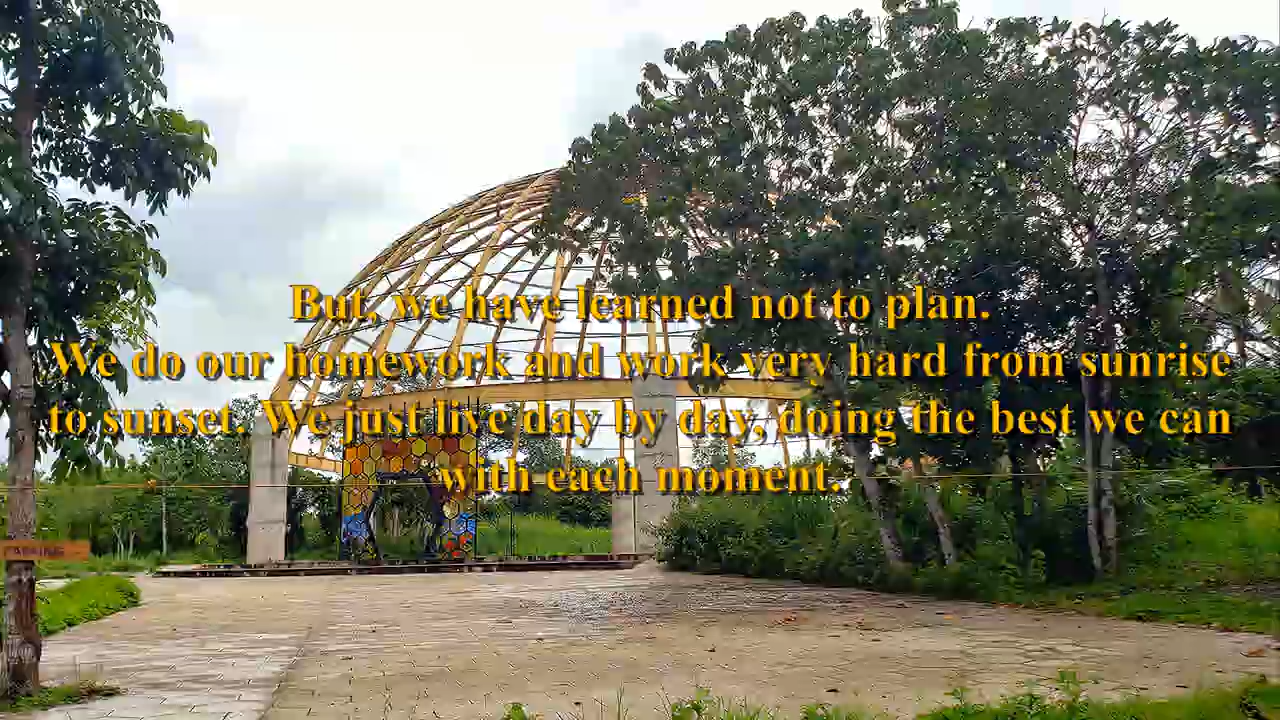 But, we have learned not to plan.
We do our homework and work very hard from sunrise
to sunset. We just live day by day, doing the best we can
with each moment.
PARKING